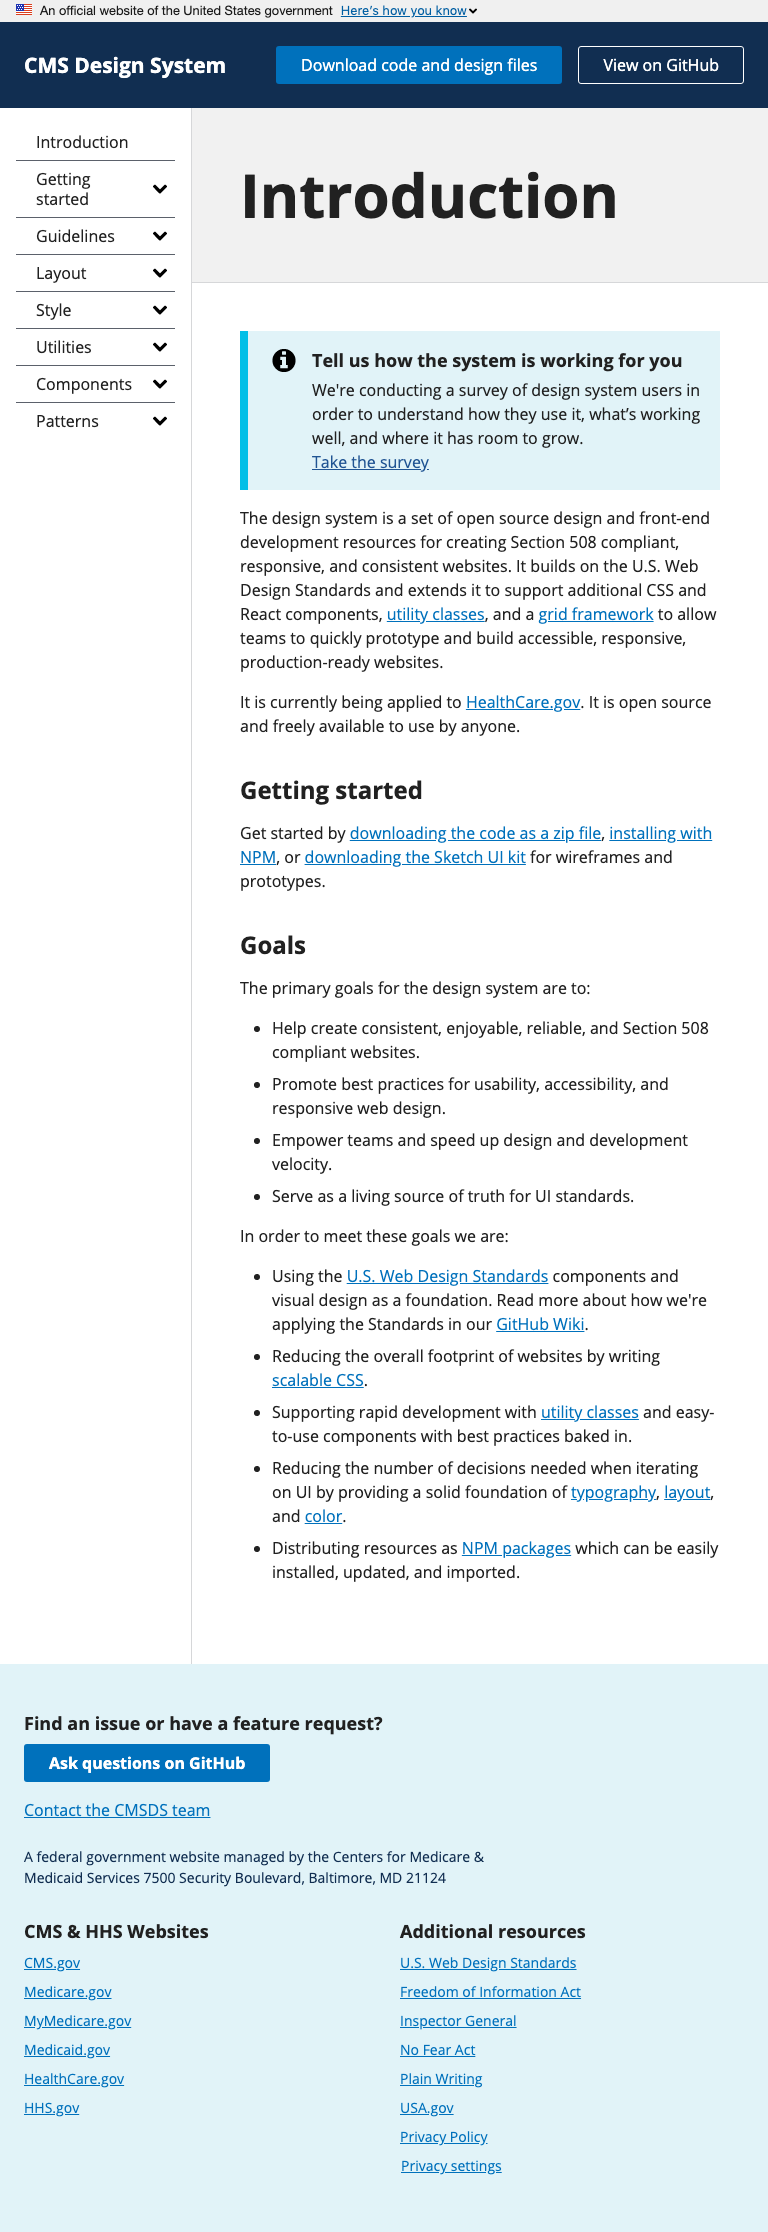 An official website of the United States government Here's how you know
CMS Design System
Download code and design files
View on GitHub
Introduction
Getting
started
Guidelines
Layout
Style
Utilities
Components
Patterns
Introduction
Tell us how the system is working for you
We're conducting a survey of design system users in
order to understand how they use it, what’s working
well, and where it has room to grow.
Take the survey
The design system is a set of open source design and front-end
development resources for creating Section 508 compliant,
responsive, and consistent websites. It builds on the U.S. Web
Design Standards and extends it to support additional CSS and
React components, utility classes, and a grid framework to allow
teams to quickly prototype and build accessible, responsive,
production-ready websites.
It is currently being applied to HealthCare.gov. It is open source
and freely available to use by anyone.
Getting started
Get started by downloading the code as a zip file, installing with
NPM, or downloading the Sketch UI kit for wireframes and
prototypes.
Goals
The primary goals for the design system are to:
• Help create consistent, enjoyable, reliable, and Section 508
compliant websites.
• Promote best practices for usability, accessibility, and
responsive web design.
• Empower teams and speed up design and development
velocity.
• Serve as a living source of truth for UI standards.
In order to meet these goals we are:
• Using the U.S. Web Design Standards components and
visual design as a foundation. Read more about how we're
applying the Standards in our GitHub Wiki.
• Reducing the overall footprint of websites by writing
scalable CSS.
• Supporting rapid development with utility classes and easy-
to-use components with best practices baked in.
• Reducing the number of decisions needed when iterating
on UI by providing a solid foundation of typography, layout,
and color.
• Distributing resources as NPM packages which can be easily
installed, updated, and imported.
Find an issue or have a feature request?
Ask questions on GitHub
Contact the CMSDS team
A federal government website managed by the Centers for Medicare &
Medicaid Services 7500 Security Boulevard, Baltimore, MD 21124
CMS & HHS Websites
CMS.gov
Medicare.gov
MyMedicare.gov
Medicaid.gov
HealthCare.gov
HHS.gov
Additional resources
U.S. Web Design Standards
Freedom of Information Act
Inspector General
No Fear Act
Plain Writing
USA.gov
Privacy Policy
Privacy settings